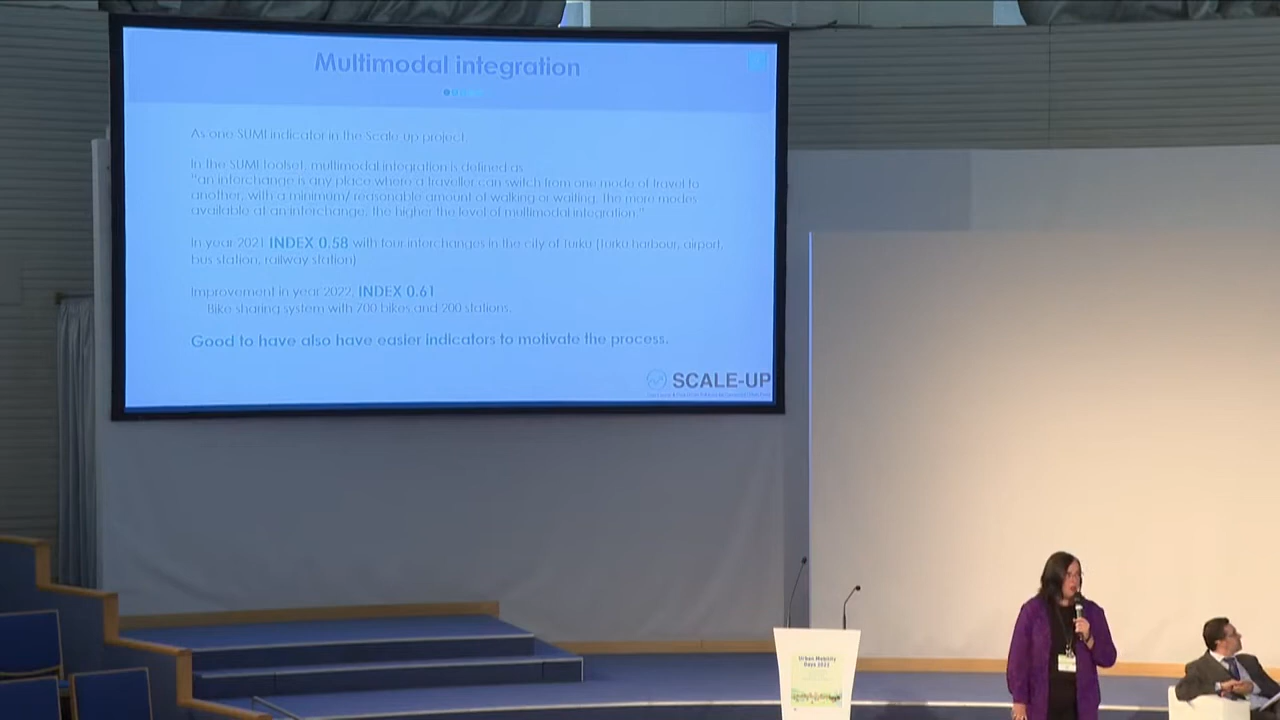 Multimodal integration
As one SUMI indicator in the Scale-up project.
In the SUMI toolset, multimodal integration is defined as
"an interchange is any place where a traveller can switch from one mode of travel to
another, with a minimum/ reasonable amount of walking or waiting. The more modes
available at an interchange, the higher the level of multimodal integration."
In year 2021 INDEX 0.58 with four interchanges in the city of Turku (Turku harbour, airport,
bus station, railway station)
Improvement in year 2022, INDEX 0.61
Bike sharing system with 700 bikes and 200 stations.
Good to have also have easier indicators to motivate the process.
SCALE-UP
Urban Mobility
Days 2022